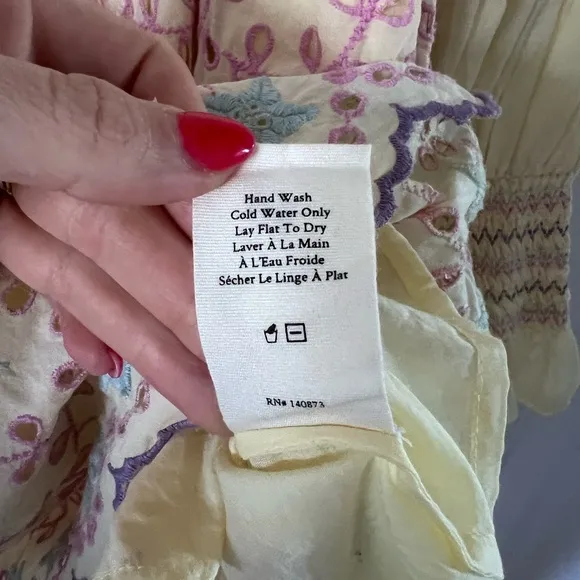 Hand Wash
Cold Water Only
Lay Flat To Dry
Laver À La Main
À L'Eau Froide
Sécher Le Linge À Plat
RN# 140873